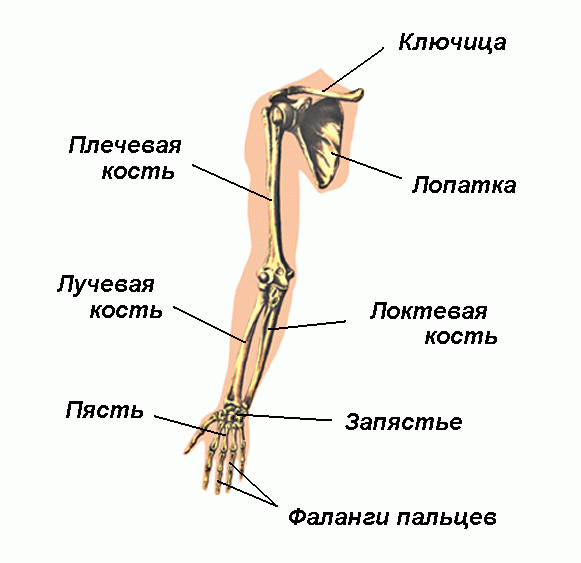 Ключица
Плечевая
кость
Лопатка
Лучевая
кость
Локтевая
кость
Пясть
Запястье
Фаланги пальцев